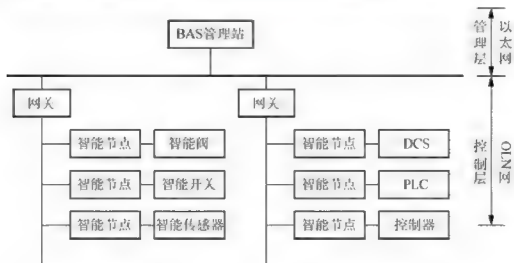 BAS管理站
管理层
以太网
网关
网关
智能节点 智能阀
智能节点 DCS
智能节点 智能开关
智能节点 PLC
智能节点 智能传感器
智能节点 控制器
控制层
OLN网